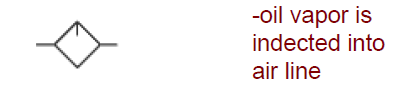 -oil vapor is
indected into
air line